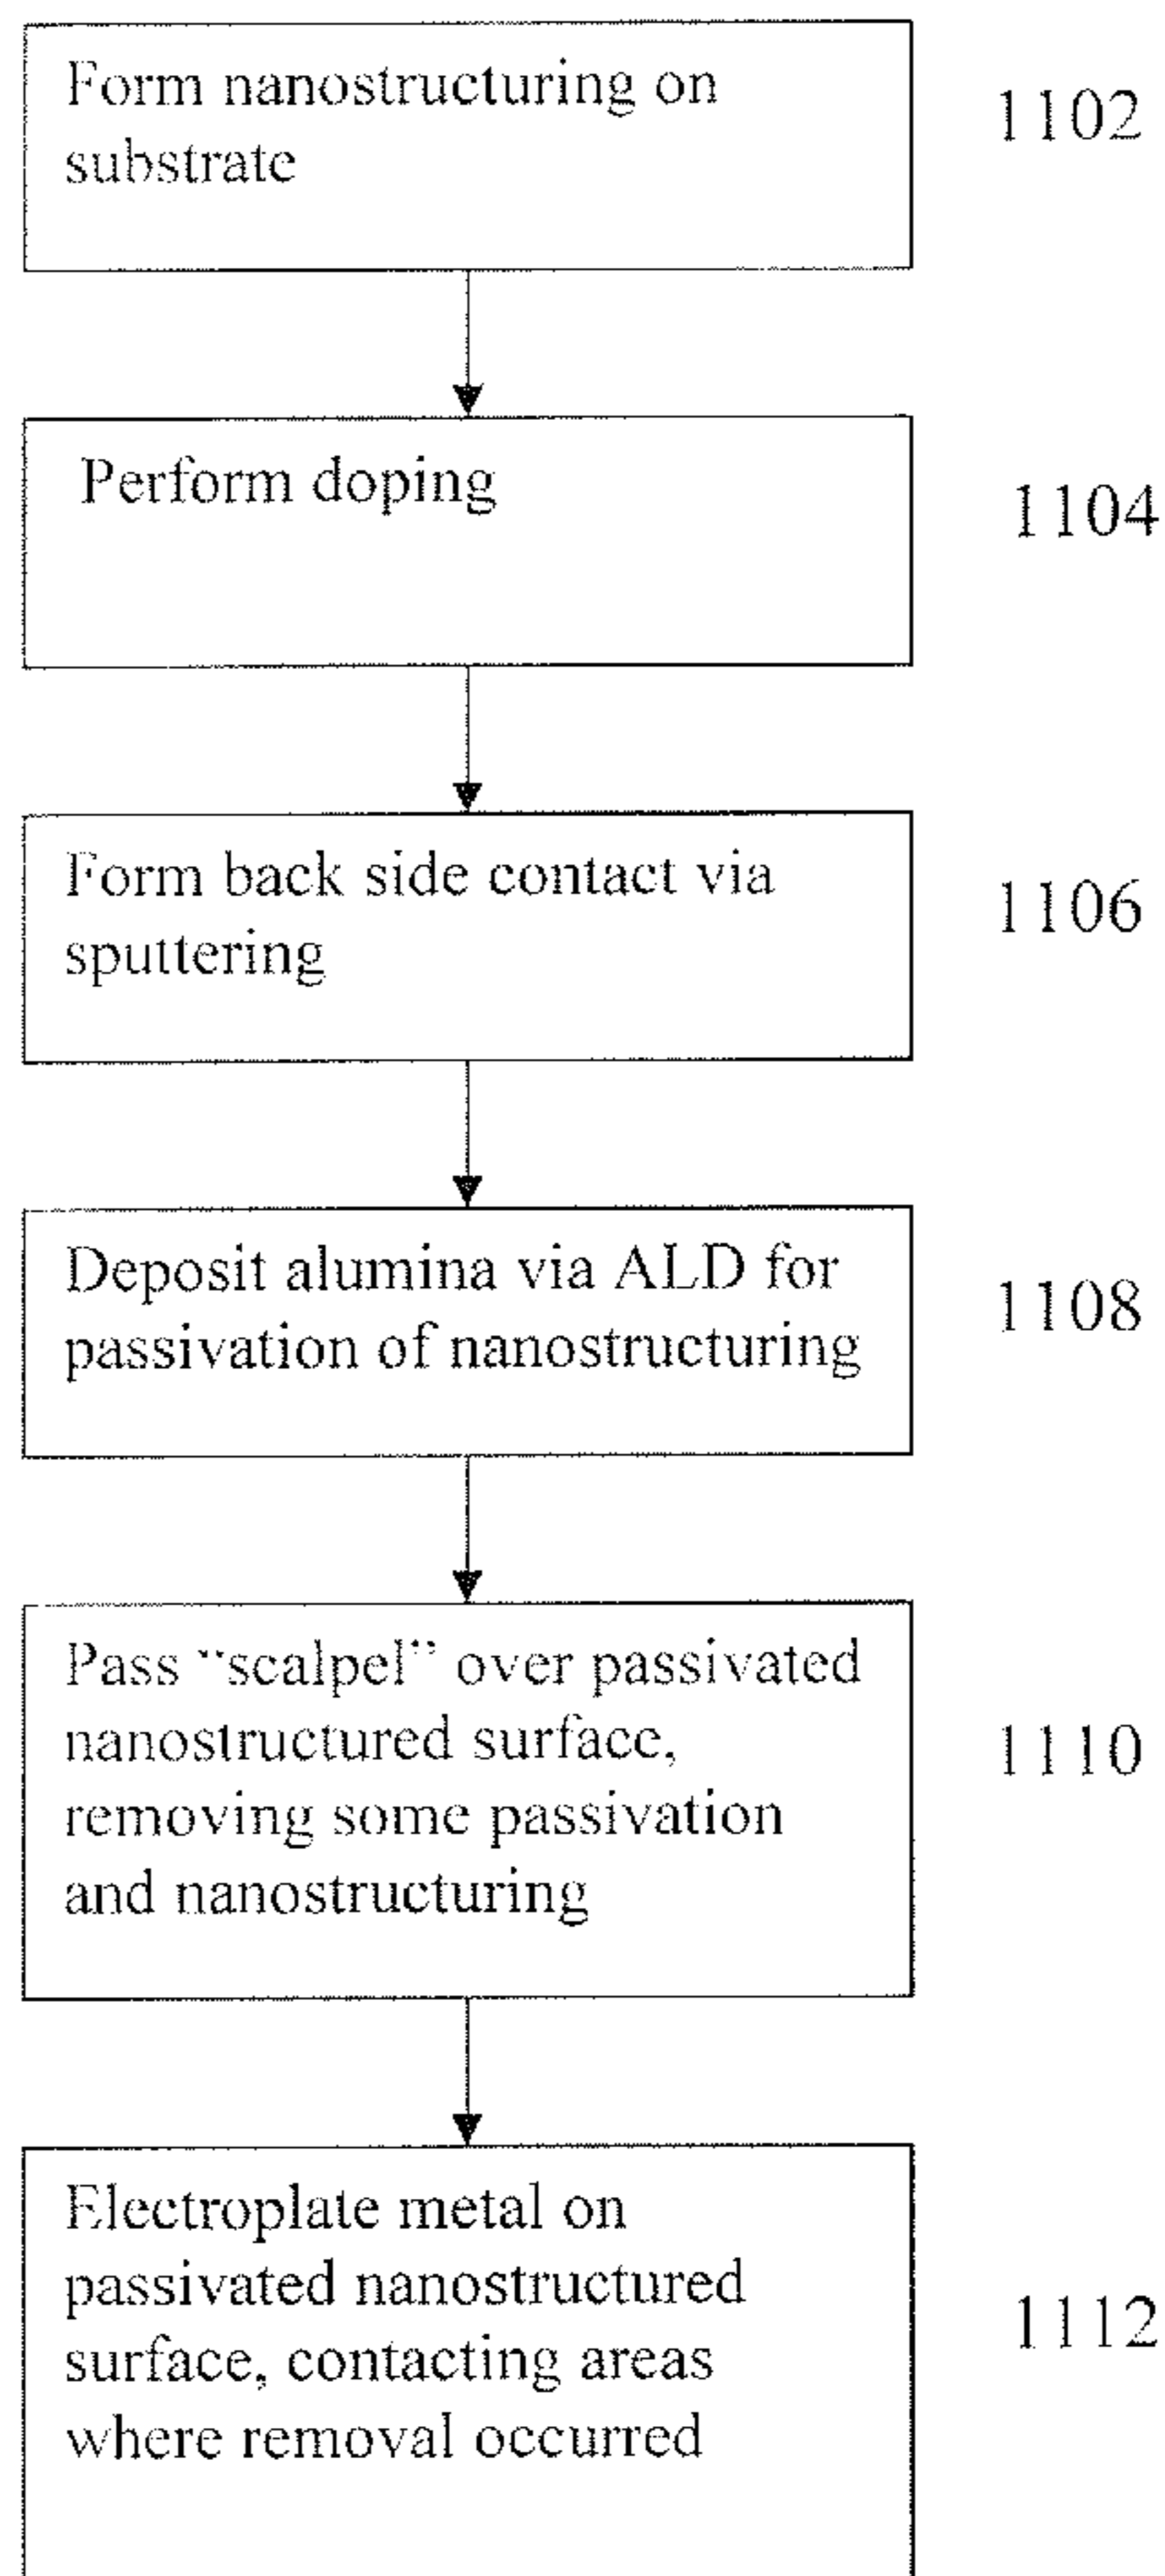 Form nanostructuring on
substrate
1102
Perform doping
1104
Form back side contact via
sputtering
1106
Deposit alumina via ALD for
passivation of nanostructuring
1108
Pass “scalpel” over passivated
nanostructured surface,
removing some passivation
and nanostructuring
1110
Electroplate metal on
passivated nanostructured
surface, contacting areas
where removal occurred
1112